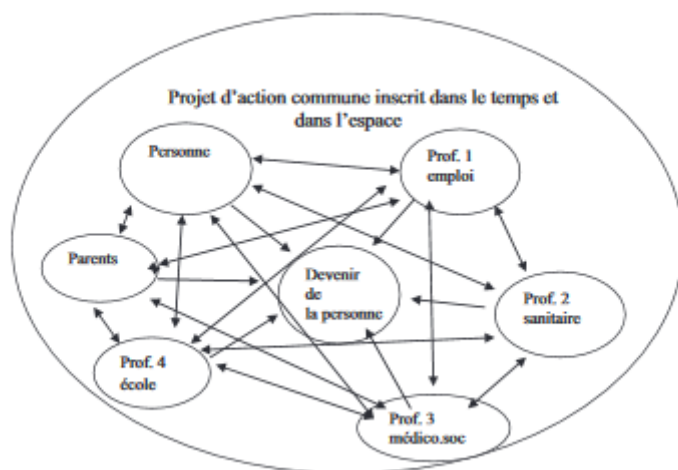 Projet d'action commune inscrit dans le temps et
dans l'espace
Personne
Prof. 1
emploi
Parents
Devenir
de
la personne
Prof. 2
sanitaire
Prof. 4
école
Prof. 3
médico.soc